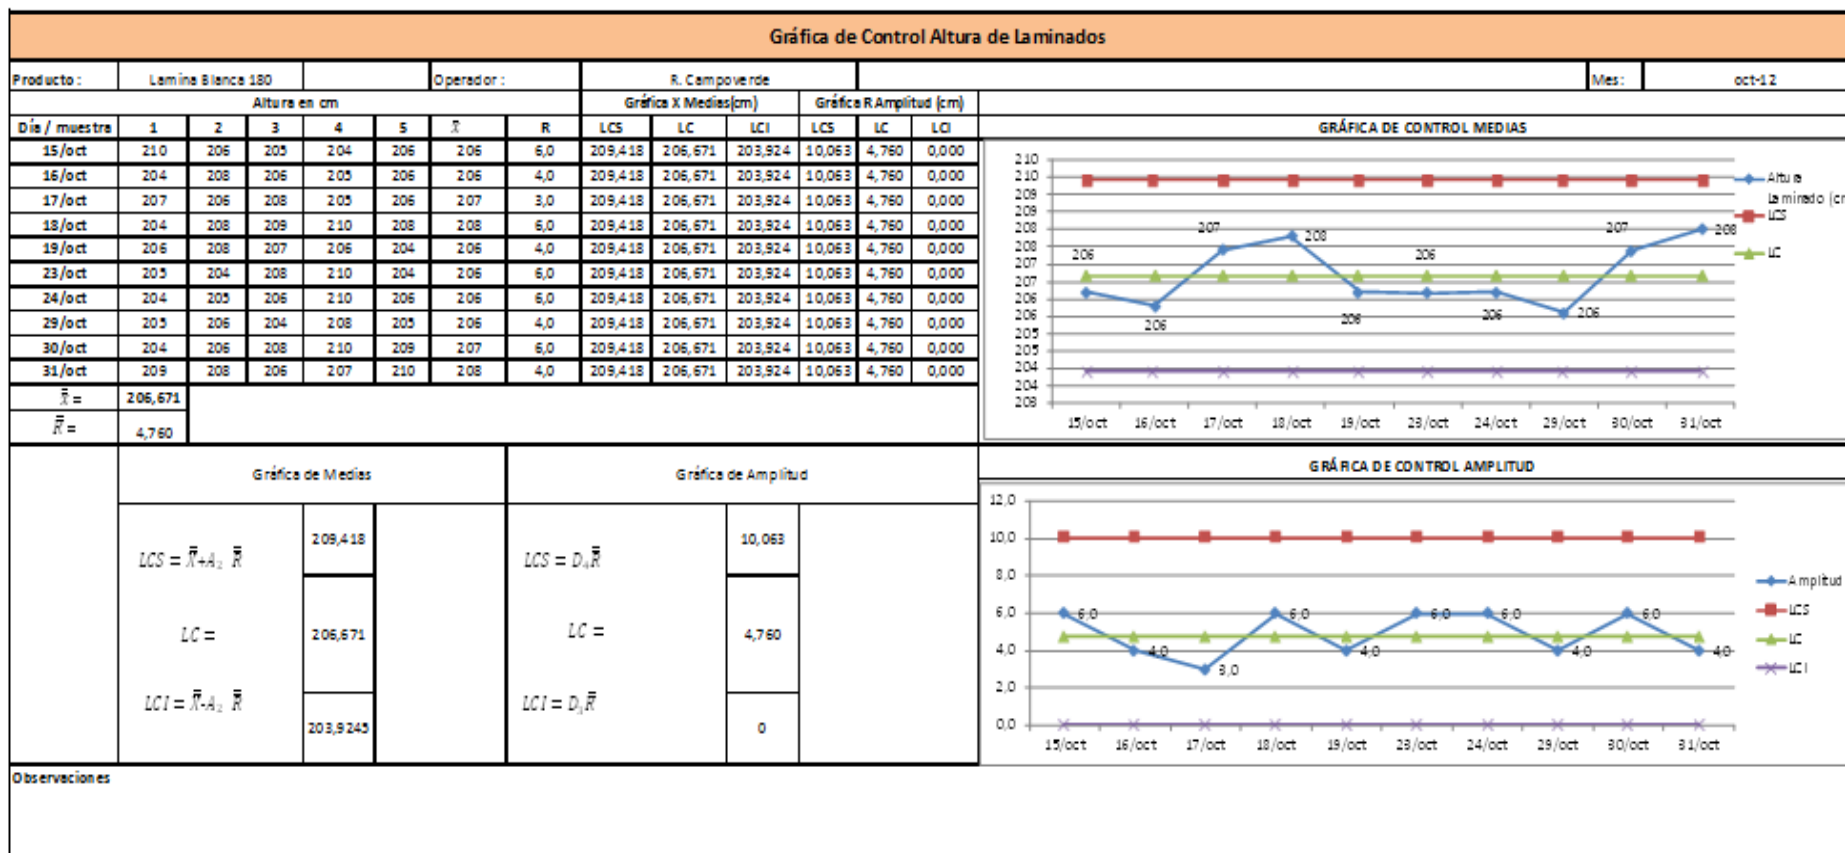 Gráfica de Control Altura de Laminados
Producto : Lamina Blanca 180 Operador : R. Campoverde Mes: oct-12
Altura en cm Gráfica X Medias(cm) Gráfica R Amplitud (cm)
Día / muestra 1 2 3 4 5 x̄ R LCS LC LCI LCS LC LCI GRÁFICA DE CONTROL MEDIAS
15/oct 210 206 205 204 206 206 6,0 209,418 206,671 203,924 10,063 4,760 0,000
16/oct 204 208 206 205 206 206 4,0 209,418 206,671 203,924 10,063 4,760 0,000
17/oct 207 206 208 205 206 207 3,0 209,418 206,671 203,924 10,063 4,760 0,000
18/oct 204 208 209 210 208 208 6,0 209,418 206,671 203,924 10,063 4,760 0,000
19/oct 206 208 207 206 204 206 4,0 209,418 206,671 203,924 10,063 4,760 0,000
23/oct 205 204 208 210 204 206 6,0 209,418 206,671 203,924 10,063 4,760 0,000
24/oct 204 205 206 210 206 206 6,0 209,418 206,671 203,924 10,063 4,760 0,000
29/oct 205 206 204 208 205 206 4,0 209,418 206,671 203,924 10,063 4,760 0,000
30/oct 204 206 208 210 209 207 6,0 209,418 206,671 203,924 10,063 4,760 0,000
31/oct 209 208 206 207 210 208 4,0 209,418 206,671 203,924 10,063 4,760 0,000
x̿ = 206,671
R̿ = 4,760
210
210
209
209
208
208
207
207
206
206
205
205
204
204
203
206 206 207 208 206 206 206 206 207 208
15/oct 16/oct 17/oct 18/oct 19/oct 23/oct 24/oct 29/oct 30/oct 31/oct
Altura
Laminado (cm
LCS
LC
Gráfica de Medias Gráfica de Amplitud
LCS = X̿+A₂ R̿ 209,418 LCS = D₄R̿ 10,063
LC = 206,671 LC = 4,760
LCI = X̿-A₂ R̿ 203,9245 LCI = D₃R̿ 0
GRÁFICA DE CONTROL AMPLITUD
12,0
10,0
8,0
6,0
4,0
2,0
0,0
6,0 4,0 3,0 6,0 4,0 6,0 6,0 4,0 6,0 4,0
15/oct 16/oct 17/oct 18/oct 19/oct 23/oct 24/oct 29/oct 30/oct 31/oct
Amplitud
LCS
LC
LCI
Observaciones